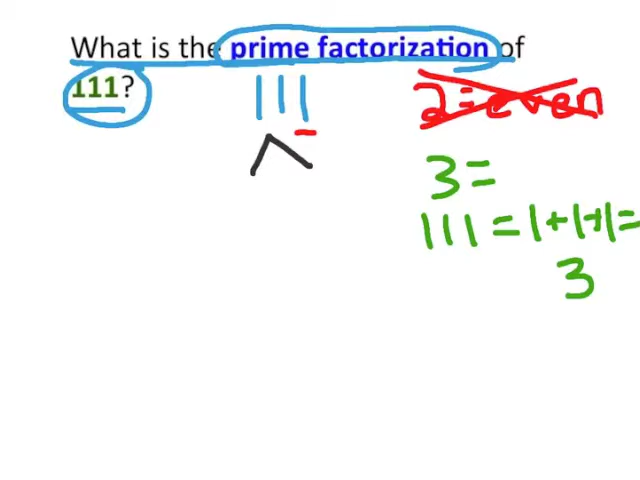 What is the prime factorization of
111?
111
2 = even
3 =
111 = 1+1+1=
3